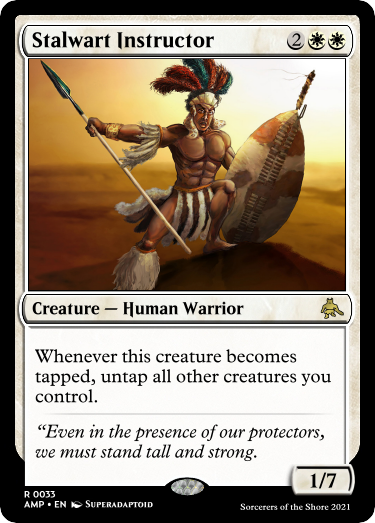 Stalwart Instructor 2
Creature — Human Warrior
Whenever this creature becomes
tapped, untap all other creatures you
control.
“Even in the presence of our protectors,
we must stand tall and strong.
1/7
R 0033
AMP • EN Superadaptoid
Sorcerers of the Shore 2021